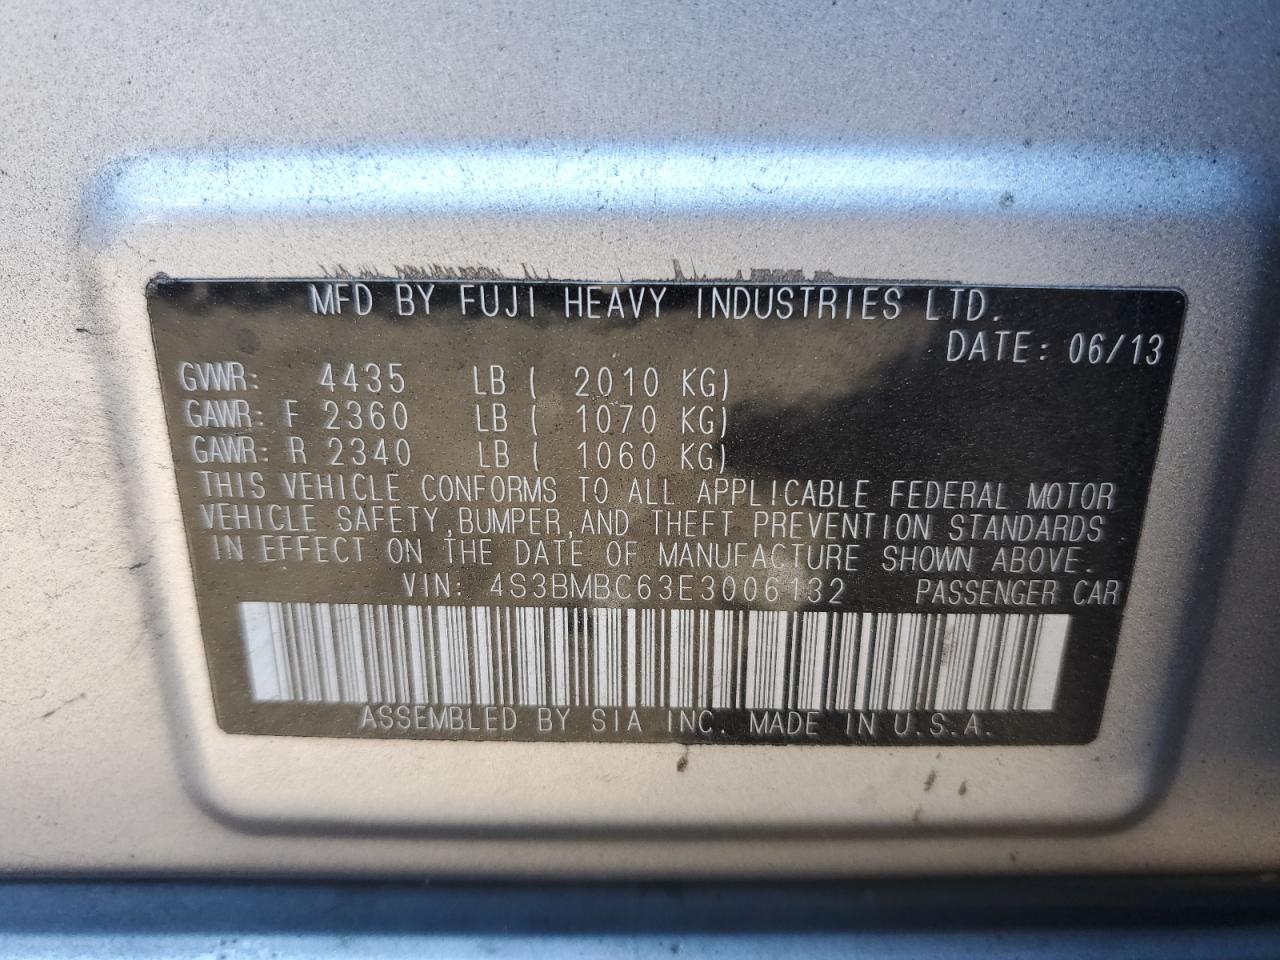 MFD BY FUJI HEAVY INDUSTRIES LTD.
DATE: 06/13
GVWR: 4435 LB ( 2010 KG)
GAWR: F 2360 LB ( 1070 KG)
GAWR: R 2340 LB ( 1060 KG)
THIS VEHICLE CONFORMS TO ALL APPLICABLE FEDERAL MOTOR
VEHICLE SAFETY,BUMPER,AND THEFT PREVENTION STANDARDS
IN EFFECT ON THE DATE OF MANUFACTURE SHOWN ABOVE.
VIN: 4S3BMBC63E3006132 PASSENGER CAR
ASSEMBLED BY SIA INC. MADE IN U.S.A.